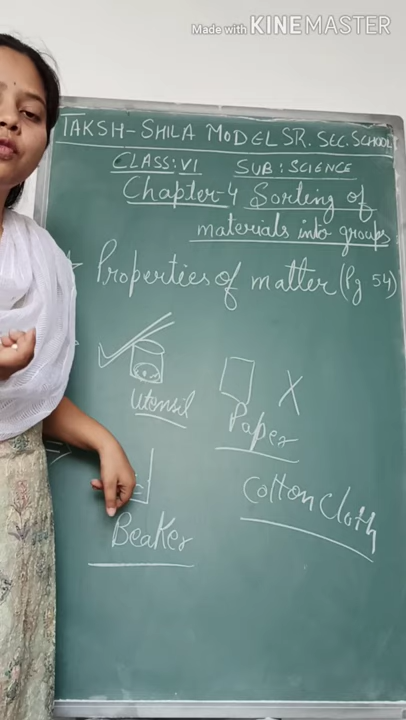 Made with KINEMASTER
TAKSH-SHILA MODEL SR. SEC. SCHOOL
CLASS: VI SUB: SCIENCE
Chapter-4 Sorting of
materials into groups
Properties of matter (Pg 54)
Utensil
Paper
Cotton Cloth
Beaker